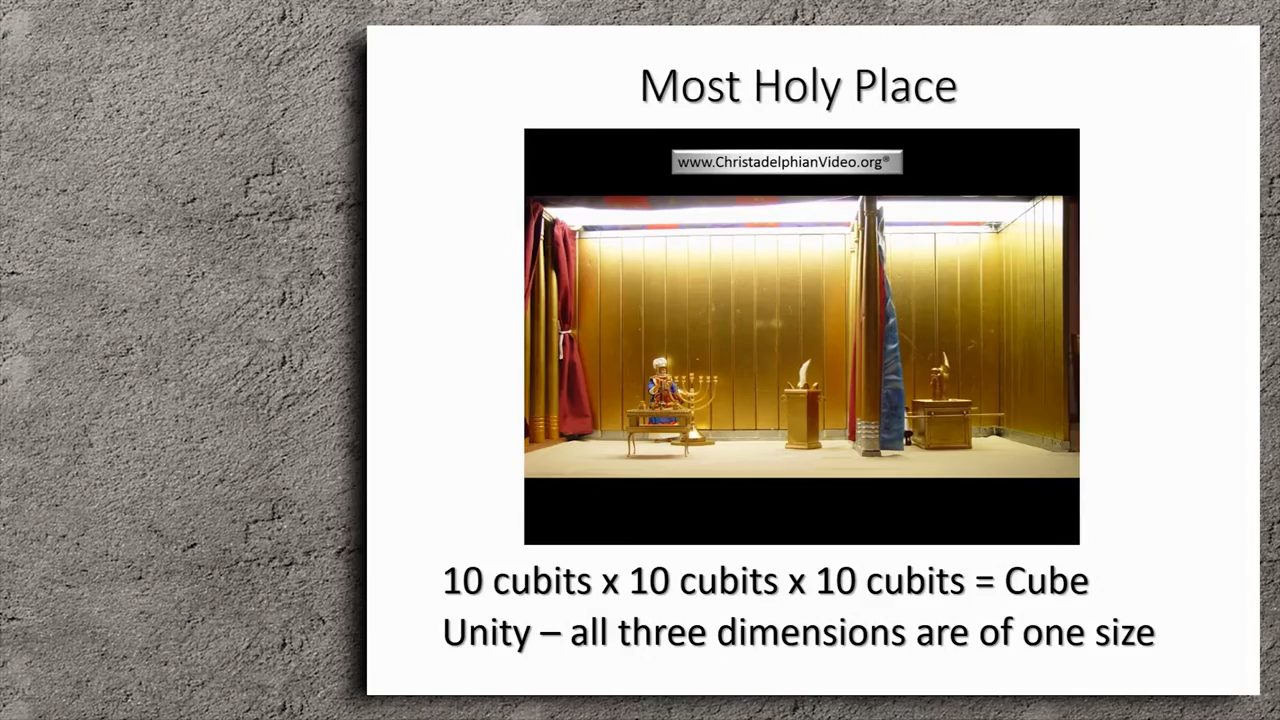 Most Holy Place
www.ChristadelphianVideo.org®
10 cubits x 10 cubits x 10 cubits = Cube
Unity – all three dimensions are of one size